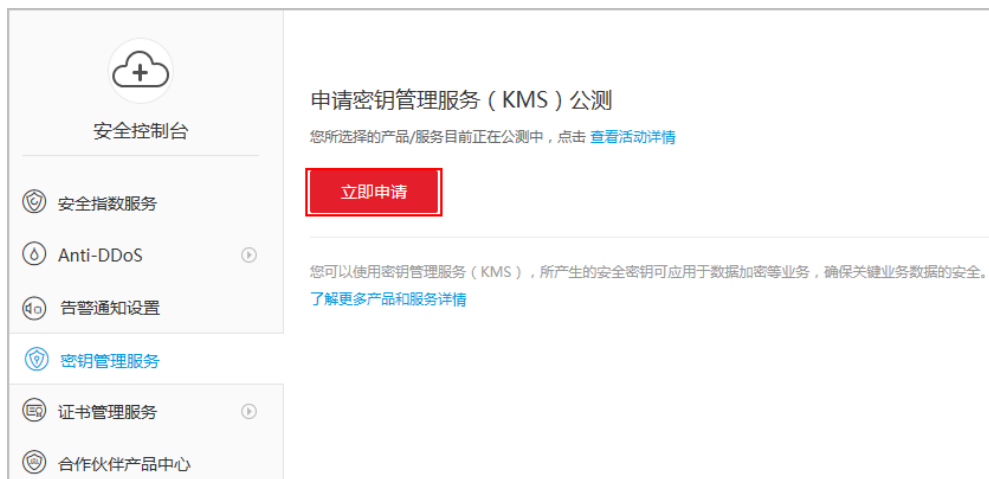 安全控制台
安全指数服务
Anti-DDoS
告警通知设置
密钥管理服务
证书管理服务
合作伙伴产品中心
申请密钥管理服务（KMS）公测
您所选择的产品/服务目前正在公测中，点击 查看活动详情
立即申请
您可以使用密钥管理服务（KMS），所产生的安全密钥可应用于数据加密等业务，确保关键业务数据的安全。
了解更多产品和服务详情